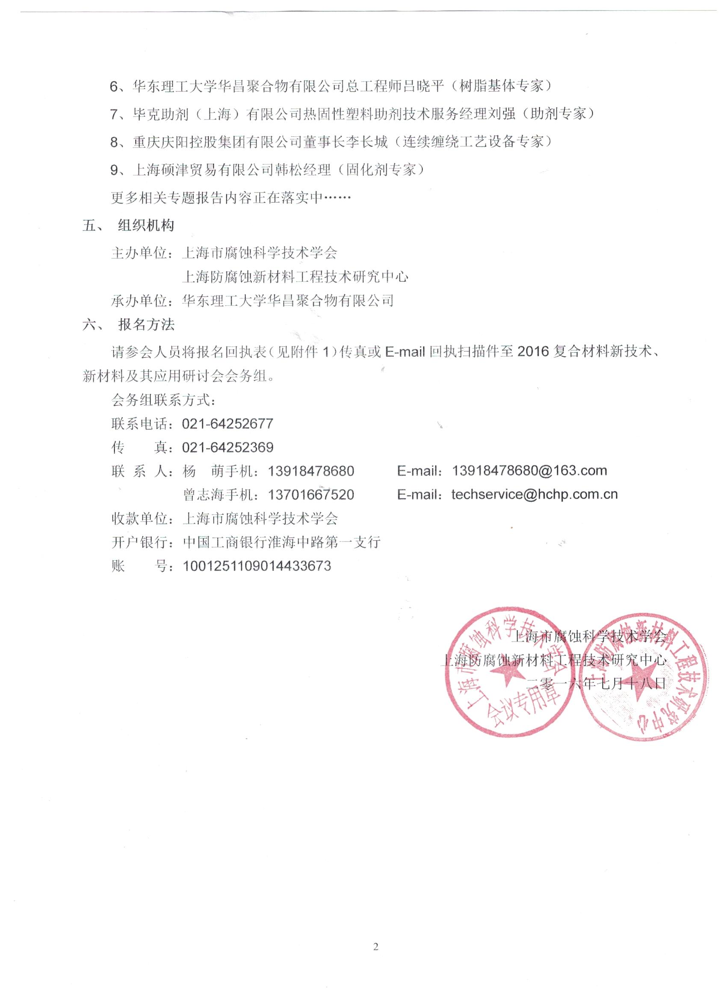 6、华东理工大学华昌聚合物有限公司总工程师吕晓平（树脂基体专家）
7、毕克助剂（上海）有限公司热固性塑料助剂技术服务经理刘强（助剂专家）
8、重庆庆阳控股集团有限公司董事长李长城（连续缠绕工艺设备专家）
9、上海硕津贸易有限公司韩松经理（固化剂专家）
更多相关专题报告内容正在落实中……
五、 组织机构
主办单位：上海市腐蚀科学技术学会
上海防腐蚀新材料工程技术研究中心
承办单位：华东理工大学华昌聚合物有限公司
六、 报名方法
请参会人员将报名回执表（见附件 1）传真或 E-mail 回执扫描件至 2016 复合材料新技术、
新材料及其应用研讨会会务组。
会务组联系方式：
联系电话：021-64252677
传 真：021-64252369
联 系 人：杨 萌手机：13918478680 E-mail：13918478680@163.com
曾志海手机：13701667520 E-mail：techservice@hchp.com.cn
收款单位：上海市腐蚀科学技术学会
开户银行：中国工商银行淮海中路第一支行
账 号：1001251109014433673
上海市腐蚀科学技术学会
上海防腐蚀新材料工程技术研究中心
二零一六年七月十八日
上海市腐蚀科学技术学会
会议专用章
上海防腐蚀新材料工程技术研究中心
2